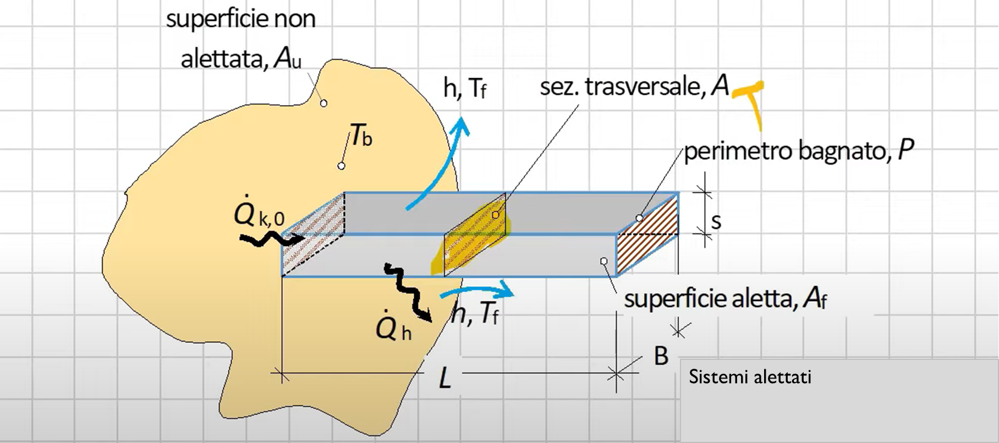 superficie non
alettata, Au
h, Tf
sez. trasversale, A T
Tb
perimetro bagnato, P
Q̇ k,0
s
superficie aletta, Af
h, Tf
Q̇ h
B
L
Sistemi alettati